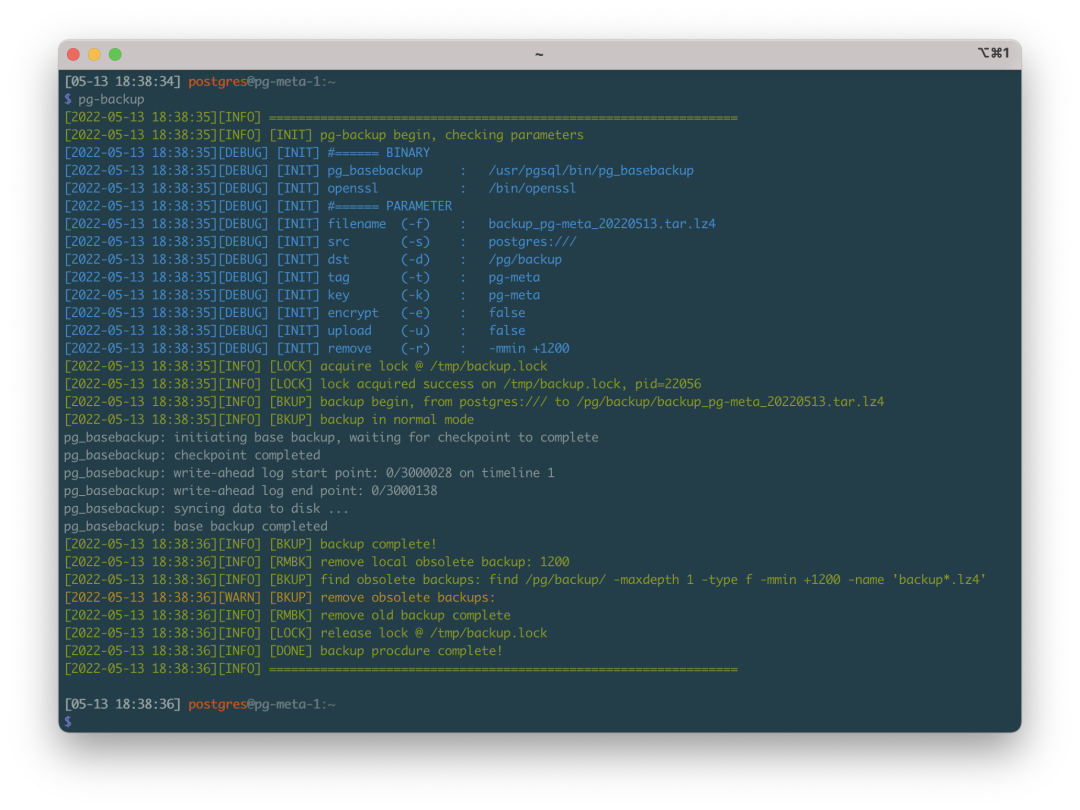 ~
⌥⌘1
[05-13 18:38:34] postgres@pg-meta-1:~
$ pg-backup
[2022-05-13 18:38:35][INFO] ================================================================
[2022-05-13 18:38:35][INFO] [INIT] pg-backup begin, checking parameters
[2022-05-13 18:38:35][DEBUG] [INIT] #====== BINARY
[2022-05-13 18:38:35][DEBUG] [INIT] pg_basebackup     :   /usr/pgsql/bin/pg_basebackup
[2022-05-13 18:38:35][DEBUG] [INIT] openssl           :   /bin/openssl
[2022-05-13 18:38:35][DEBUG] [INIT] #====== PARAMETER
[2022-05-13 18:38:35][DEBUG] [INIT] filename  (-f)    :   backup_pg-meta_20220513.tar.lz4
[2022-05-13 18:38:35][DEBUG] [INIT] src       (-s)    :   postgres:///
[2022-05-13 18:38:35][DEBUG] [INIT] dst       (-d)    :   /pg/backup
[2022-05-13 18:38:35][DEBUG] [INIT] tag       (-t)    :   pg-meta
[2022-05-13 18:38:35][DEBUG] [INIT] key       (-k)    :   pg-meta
[2022-05-13 18:38:35][DEBUG] [INIT] encrypt   (-e)    :   false
[2022-05-13 18:38:35][DEBUG] [INIT] upload    (-u)    :   false
[2022-05-13 18:38:35][DEBUG] [INIT] remove    (-r)    :   -mmin +1200
[2022-05-13 18:38:35][INFO] [LOCK] acquire lock @ /tmp/backup.lock
[2022-05-13 18:38:35][INFO] [LOCK] lock acquired success on /tmp/backup.lock, pid=22056
[2022-05-13 18:38:35][INFO] [BKUP] backup begin, from postgres:/// to /pg/backup/backup_pg-meta_20220513.tar.lz4
[2022-05-13 18:38:35][INFO] [BKUP] backup in normal mode
pg_basebackup: initiating base backup, waiting for checkpoint to complete
pg_basebackup: checkpoint completed
pg_basebackup: write-ahead log start point: 0/3000028 on timeline 1
pg_basebackup: write-ahead log end point: 0/3000138
pg_basebackup: syncing data to disk ...
pg_basebackup: base backup completed
[2022-05-13 18:38:36][INFO] [BKUP] backup complete!
[2022-05-13 18:38:36][INFO] [RMBK] remove local obsolete backup: 1200
[2022-05-13 18:38:36][INFO] [BKUP] find obsolete backups: find /pg/backup/ -maxdepth 1 -type f -mmin +1200 -name 'backup*.lz4'
[2022-05-13 18:38:36][WARN] [BKUP] remove obsolete backups:
[2022-05-13 18:38:36][INFO] [RMBK] remove old backup complete
[2022-05-13 18:38:36][INFO] [LOCK] release lock @ /tmp/backup.lock
[2022-05-13 18:38:36][INFO] [DONE] backup procdure complete!
[2022-05-13 18:38:36][INFO] ================================================================
[05-13 18:38:36] postgres@pg-meta-1:~
$